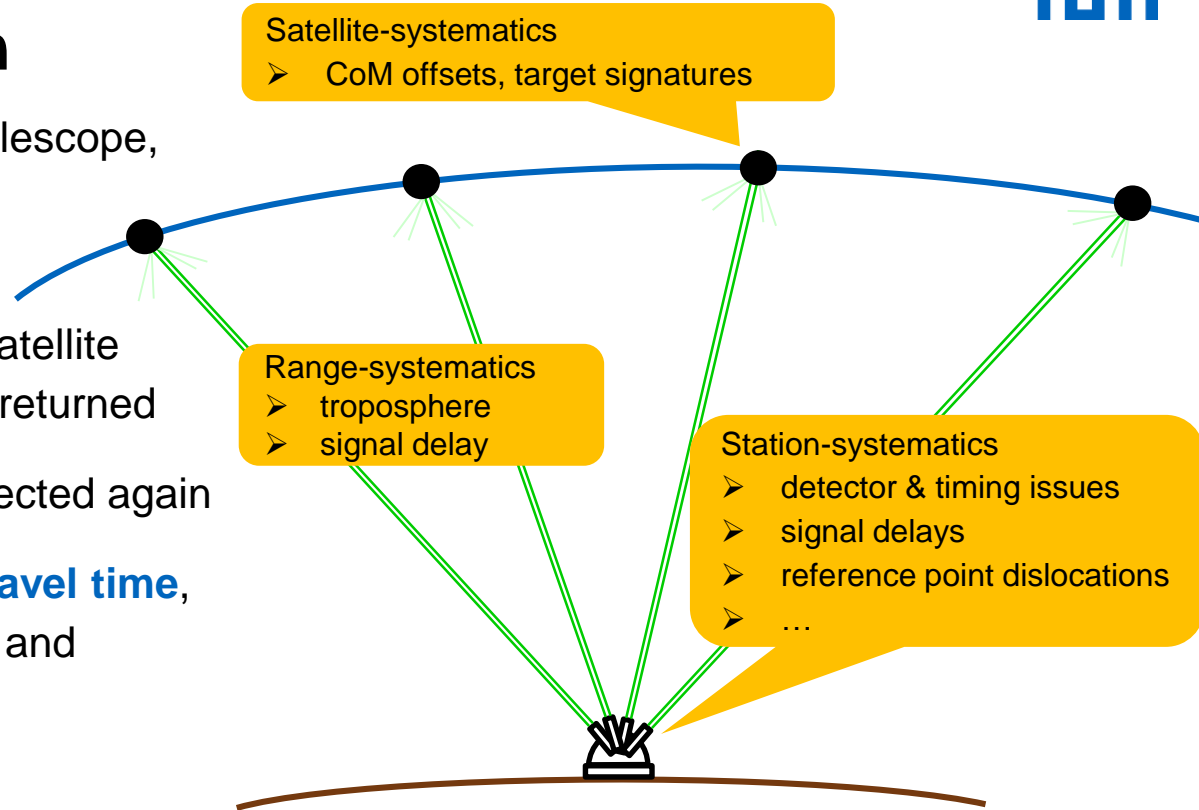 Satellite-systematics
➢ CoM offsets, target signatures
lescope,
atellite
returned
ected again
avel time,
and
Range-systematics
➢ troposphere
➢ signal delay
Station-systematics
➢ detector & timing issues
➢ signal delays
➢ reference point dislocations
➢ …